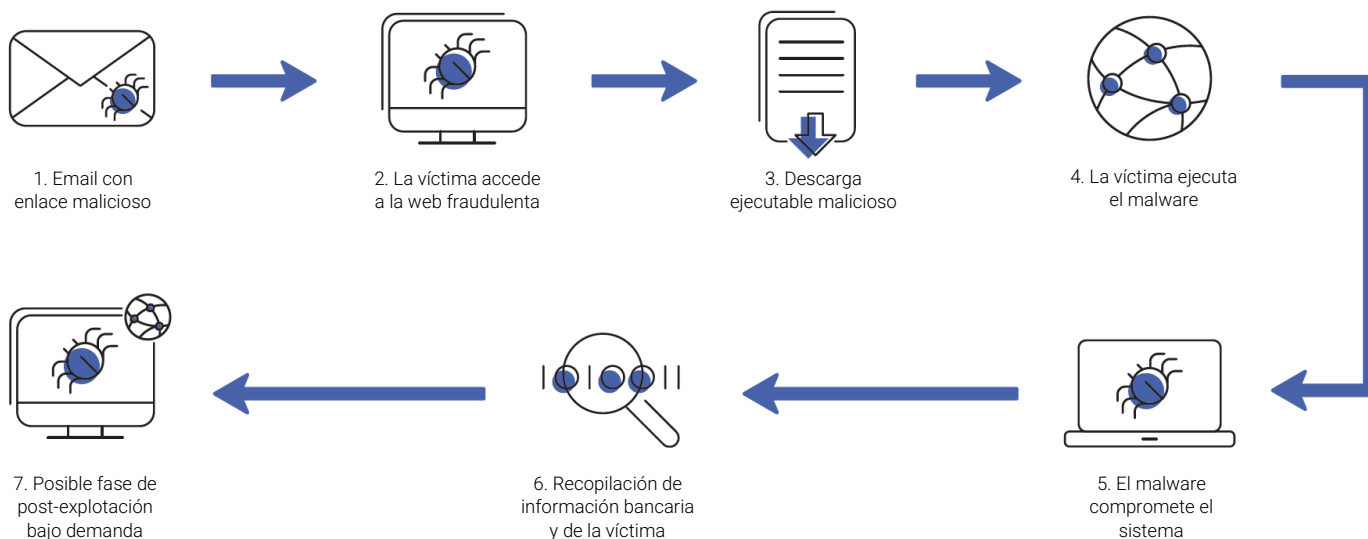 1. Email con
enlace malicioso
2. La víctima accede
a la web fraudulenta
3. Descarga
ejecutable malicioso
4. La víctima ejecuta
el malware
5. El malware
compromete el
sistema
6. Recopilación de
información bancaria
y de la víctima
7. Posible fase de
post-explotación
bajo demanda